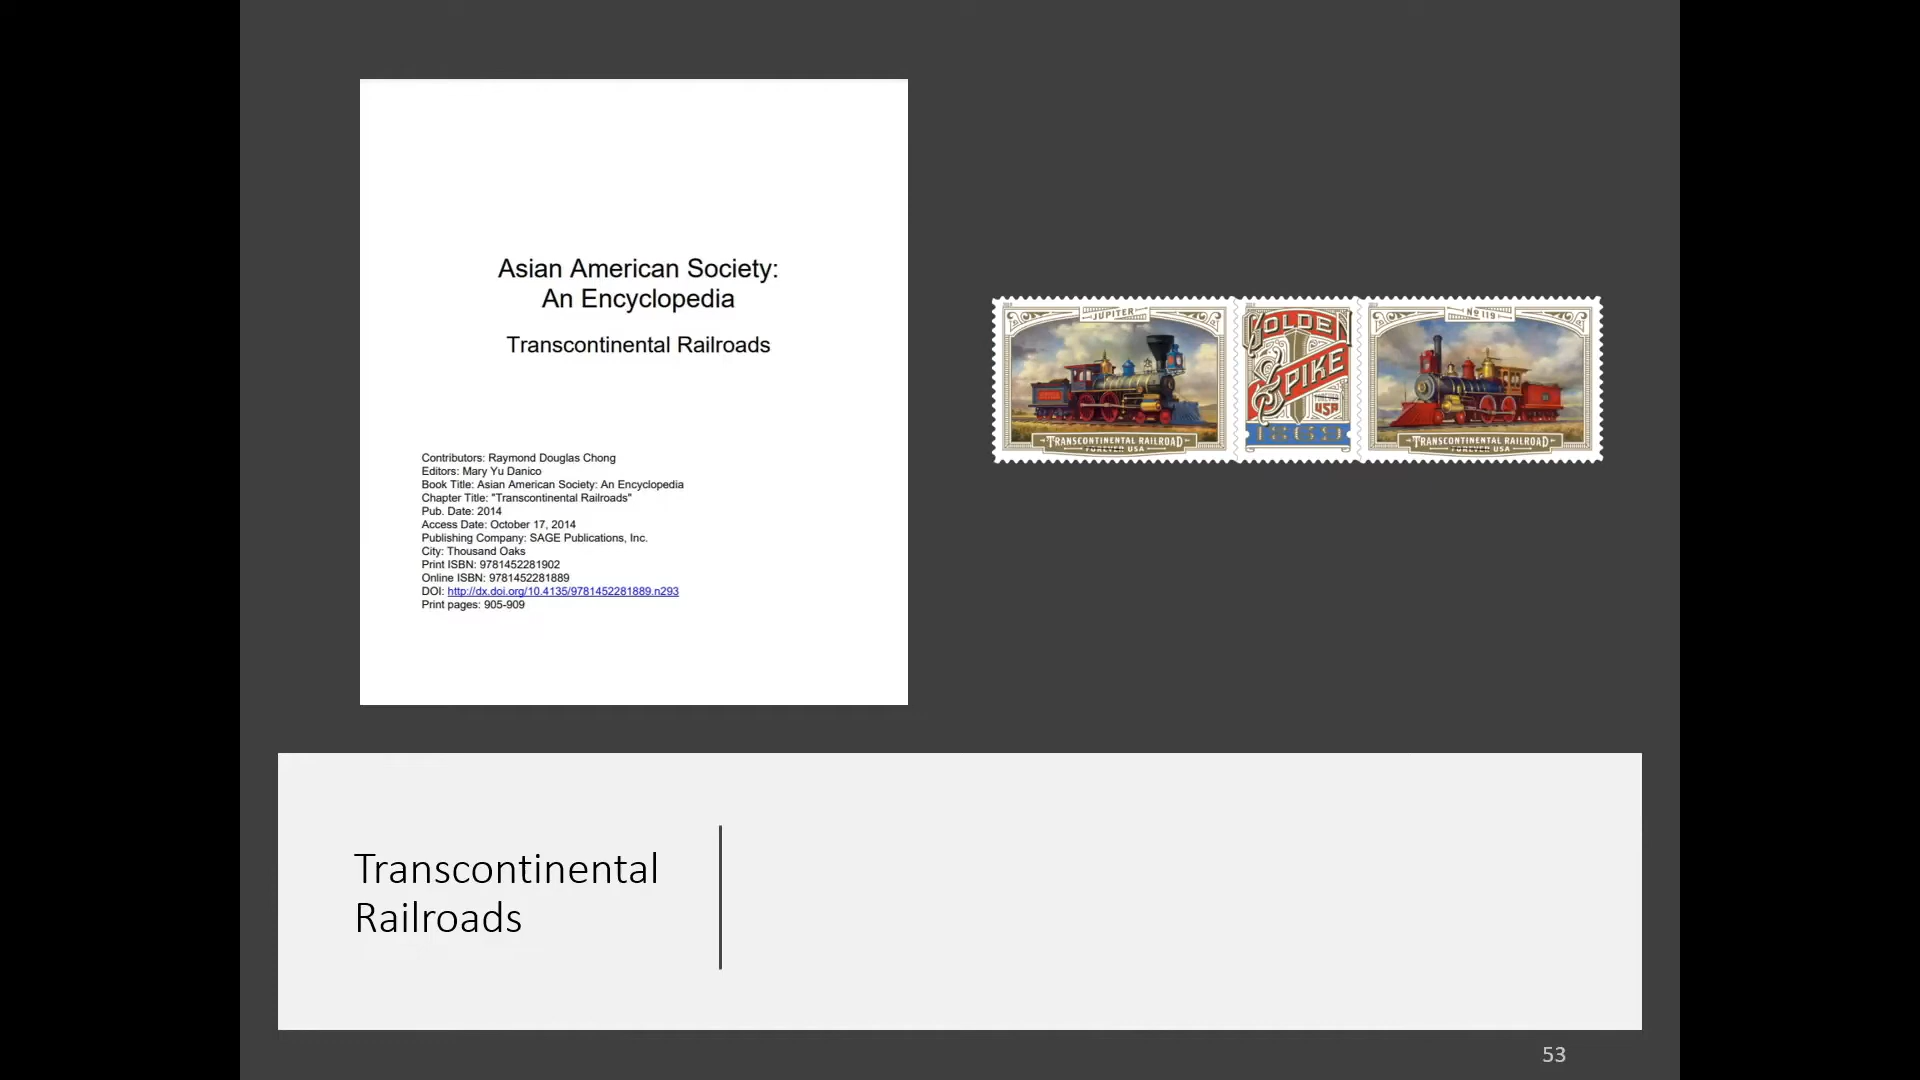 Asian American Society:
An Encyclopedia
Transcontinental Railroads
Contributors: Raymond Douglas Chong
Editors: Mary Yu Danico
Book Title: Asian American Society: An Encyclopedia
Chapter Title: "Transcontinental Railroads"
Pub. Date: 2014
Access Date: October 17, 2014
Publishing Company: SAGE Publications, Inc.
City: Thousand Oaks
Print ISBN: 9781452281902
Online ISBN: 9781452281889
DOI: http://dx.doi.org/10.4135/9781452281889.n293
Print pages: 905-909
JUPITER
TRANSCONTINENTAL RAILROAD
FOREVER USA
GOLDEN
SPIKE
FOREVER
USA
1869
No 119
TRANSCONTINENTAL RAILROAD
FOREVER USA
Transcontinental
Railroads
53